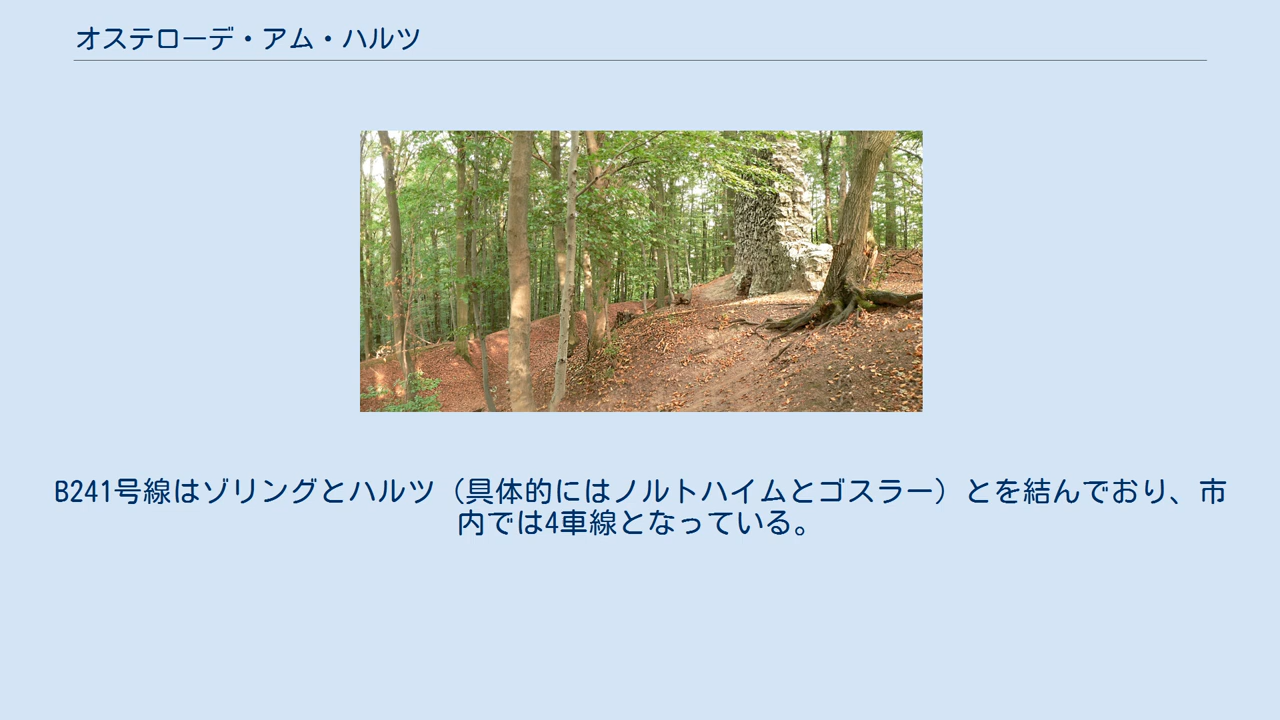 オステローデ・アム・ハルツ
B241号線はゾリングとハルツ（具体的にはノルトハイムとゴスラー）とを結んでおり、市
内では4車線となっている。